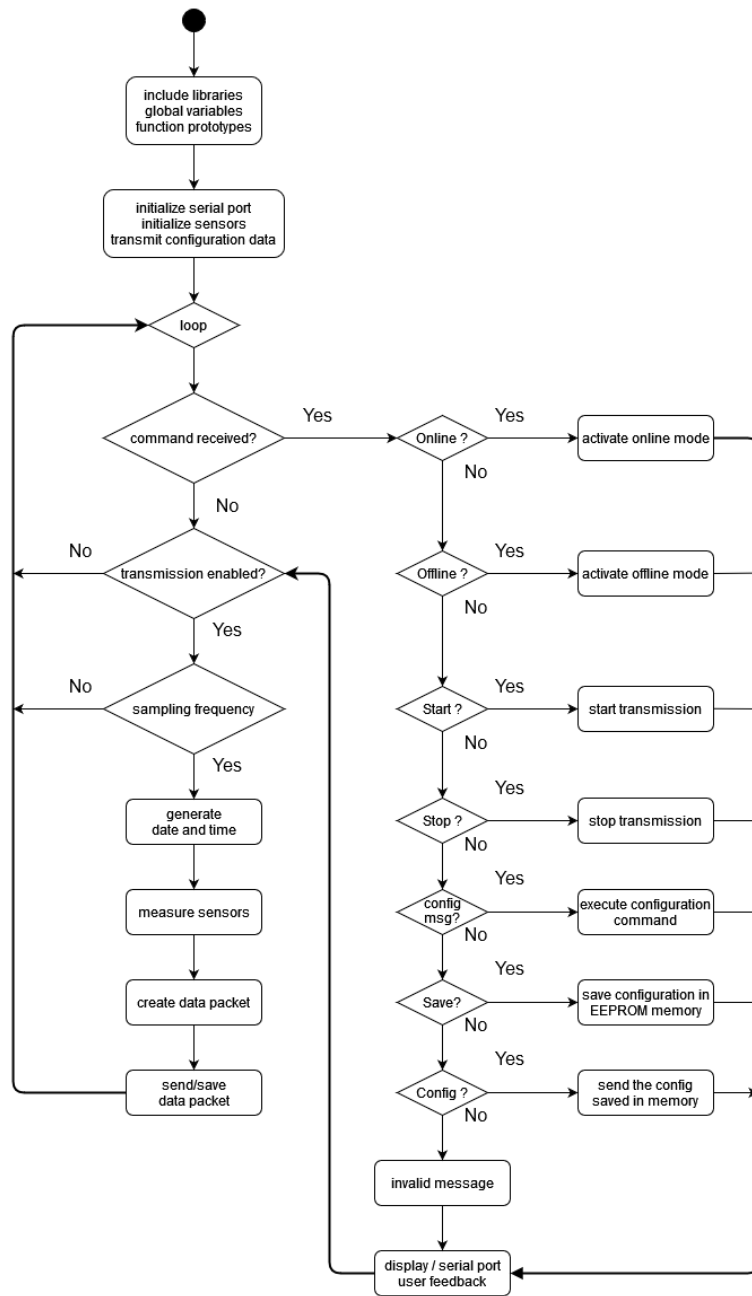 include libraries
global variables
function prototypes
initialize serial port
initialize sensors
transmit configuration data
loop
command received?
Yes
Online ?
Yes
activate online mode
No
No
transmission enabled?
No
Yes
Offline ?
Yes
activate offline mode
No
sampling frequency
No
Yes
Start ?
Yes
start transmission
No
generate
date and time
Stop ?
Yes
stop transmission
No
measure sensors
config
msg?
Yes
execute configuration
command
No
create data packet
Save?
Yes
save configuration in
EEPROM memory
No
send/save
data packet
Config ?
Yes
send the config
saved in memory
No
invalid message
display / serial port
user feedback